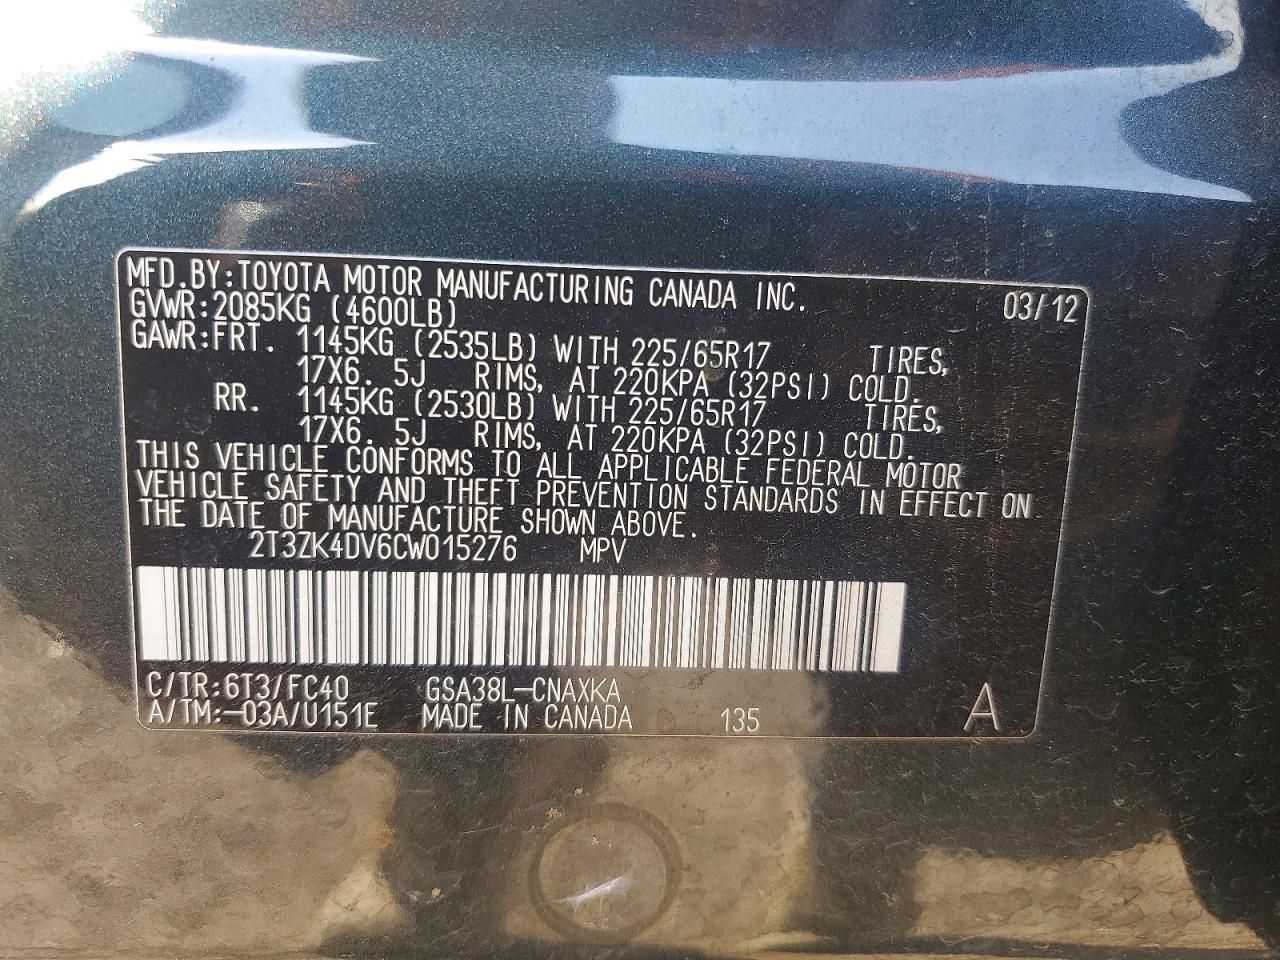 MFD.BY:TOYOTA MOTOR MANUFACTURING CANADA INC. 03/12
GVWR:2085KG (4600LB)
GAWR:FRT. 1145KG (2535LB) WITH 225/65R17 TIRES,
17X6. 5J RIMS, AT 220KPA (32PSI) COLD.
RR. 1145KG (2530LB) WITH 225/65R17 TIRES,
17X6. 5J RIMS, AT 220KPA (32PSI) COLD.
THIS VEHICLE CONFORMS TO ALL APPLICABLE FEDERAL MOTOR
VEHICLE SAFETY AND THEFT PREVENTION STANDARDS IN EFFECT ON
THE DATE OF MANUFACTURE SHOWN ABOVE.
2T3ZK4DV6CW015276 MPV
C/TR:6T3/FC40 GSA38L-CNAXKA
A/TM:-03A/U151E MADE IN CANADA 135 A